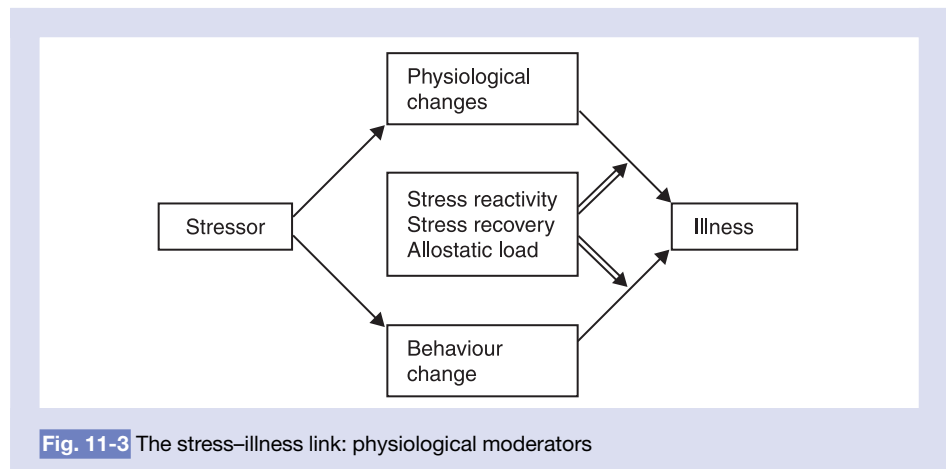 Physiological
changes
Stressor
Stress reactivity
Stress recovery
Allostatic load
Illness
Behaviour
change
Fig. 11-3 The stress–illness link: physiological moderators